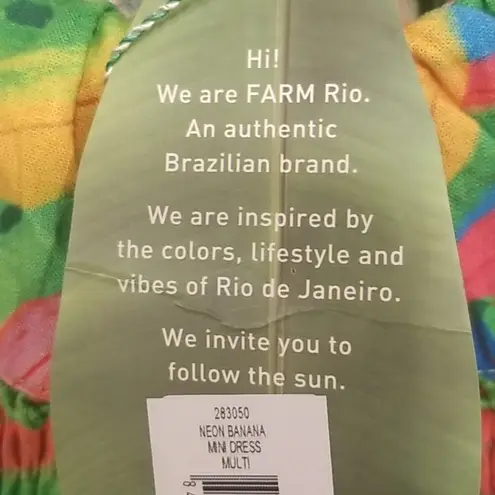 Hi!
We are FARM Rio.
An authentic
Brazilian brand.
We are inspired by
the colors, lifestyle and
vibes of Rio de Janeiro.
We invite you to
follow the sun.
283050
NEON BANANA
MINI DRESS
MULTI